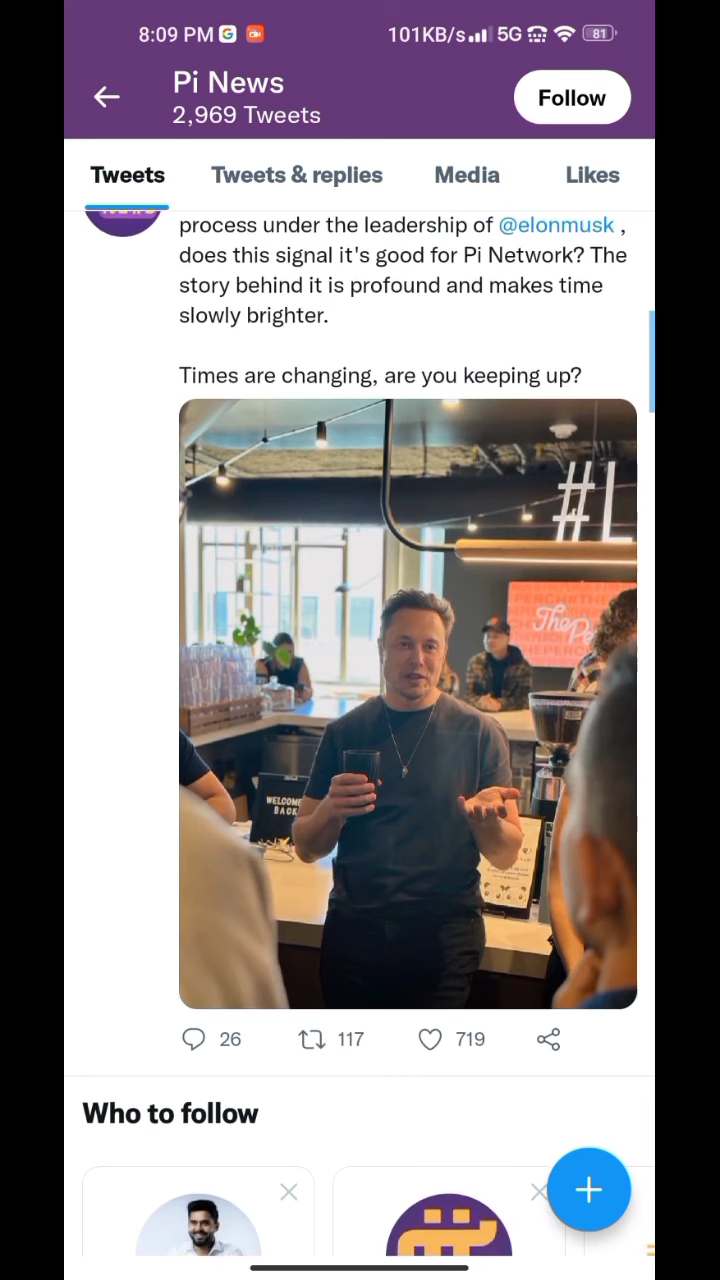 8:09 PM
101KB/s 5G 81
Pi News
2,969 Tweets
Follow
Tweets
Tweets & replies
Media
Likes
process under the leadership of @elonmusk ,
does this signal it's good for Pi Network? The
story behind it is profound and makes time
slowly brighter.
Times are changing, are you keeping up?
#L
The Pe
WELCOME
BACK
26
117
719
Who to follow